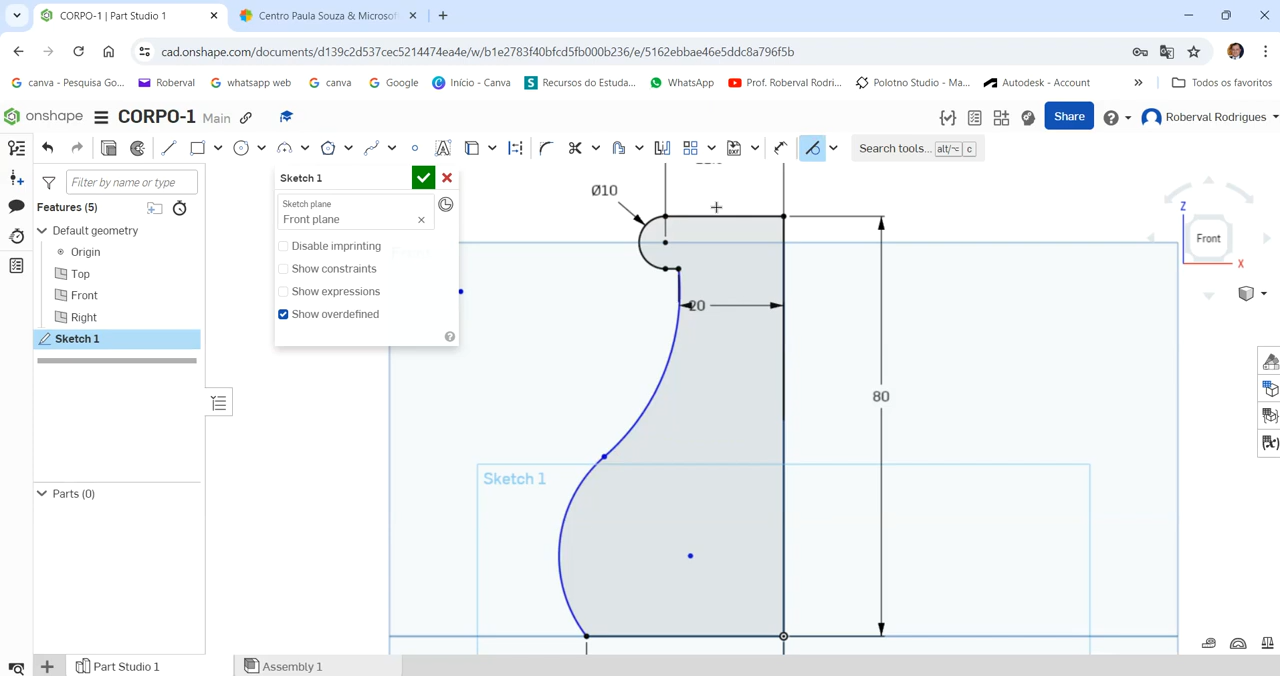 CORPO-1 | Part Studio 1
Centro Paula Souza & Microsof
cad.onshape.com/documents/d139c2d537cec5214474ea4e/w/b1e2783f40bfcd5fb000b236/e/5162ebbae46e5ddc8a796f5b
canva - Pesquisa Go...
Roberval
whatsapp web
canva
Google
Início - Canva
Recursos do Estuda...
WhatsApp
Prof. Roberval Rodri...
Polotno Studio - Ma...
Autodesk - Account
Todos os favoritos
onshape
CORPO-1 Main
Share
Roberval Rodrigues
Search tools... alt/⌥ c
Filter by name or type
Features (5)
Default geometry
Origin
Top
Front
Right
Sketch 1
Parts (0)
Sketch 1
Sketch plane
Front plane
Disable imprinting
Show constraints
Show expressions
Show overdefined
Ø10
20
80
Sketch 1
Z
Front
X
Part Studio 1
Assembly 1